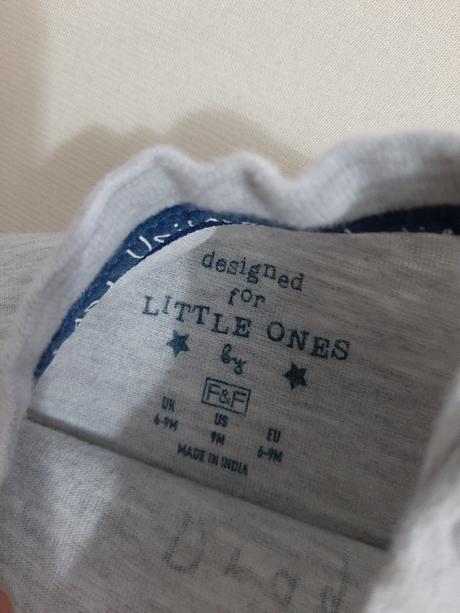 designed
for
LITTLE ONES
by
F&F
UK US EU
6-9M 9M 6-9M
MADE IN INDIA